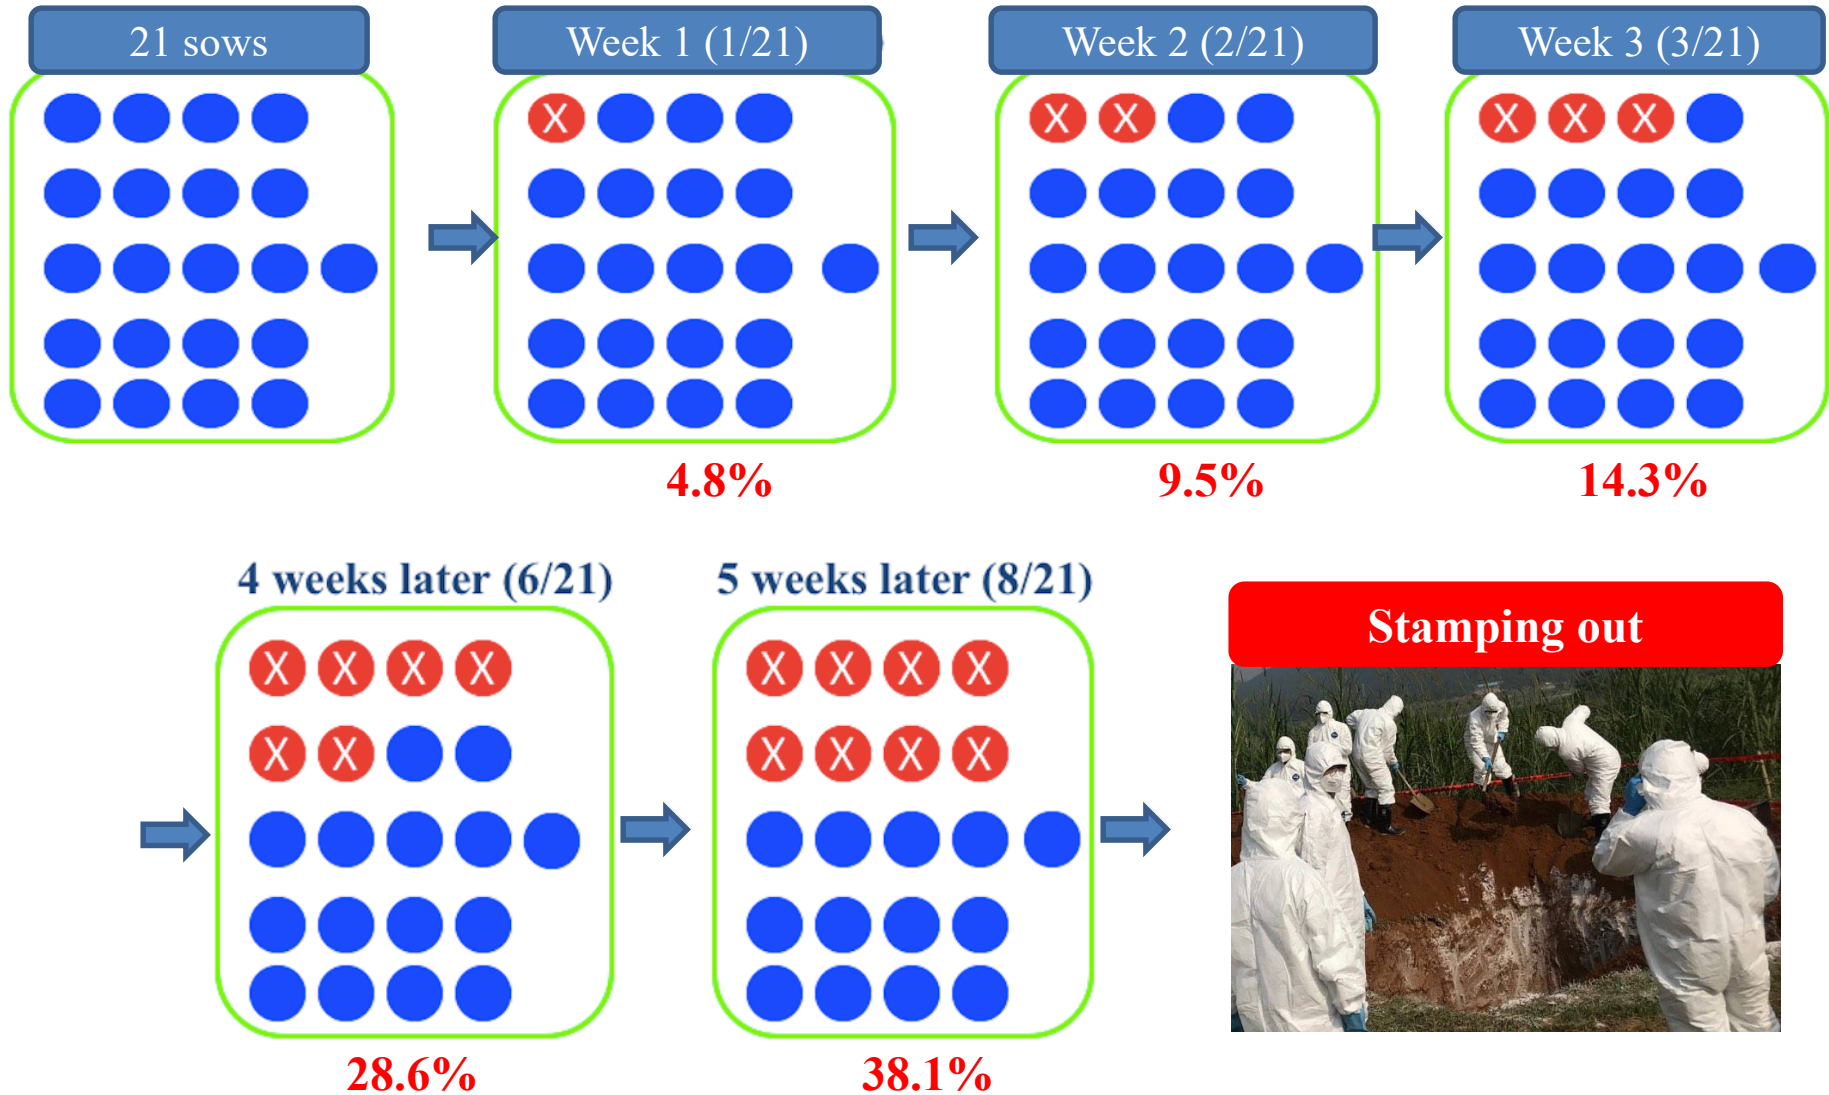 21 sows
Week 1 (1/21)
Week 2 (2/21)
Week 3 (3/21)
X
X X
X X X
4.8%
9.5%
14.3%
4 weeks later (6/21)
5 weeks later (8/21)
Stamping out
X X X X
X X X X
X X
X X X X
28.6%
38.1%